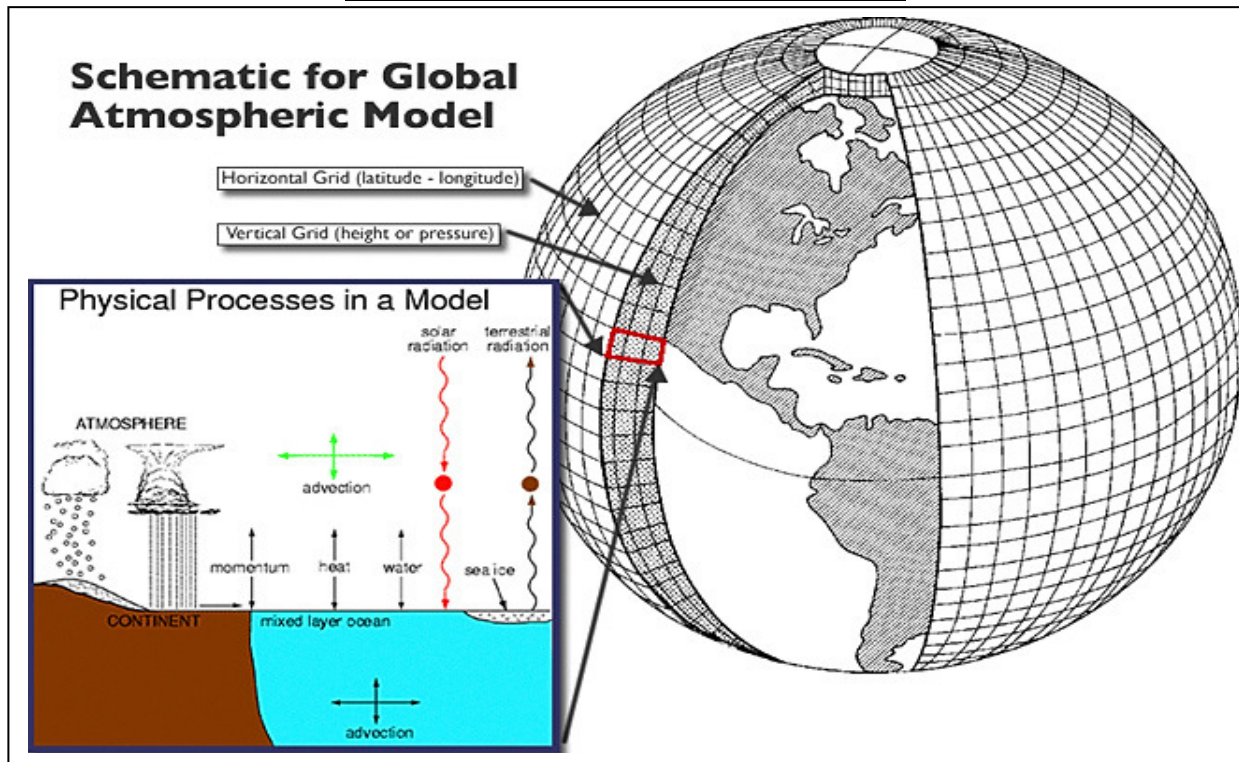 Schematic for Global
Atmospheric Model
Horizontal Grid (latitude - longitude)
Vertical Grid (height or pressure)
Physical Processes in a Model
solar
radiation
terrestrial
radiation
ATMOSPHERE
advection
momentum
heat
water
sea ice
CONTINENT
mixed layer ocean
advection